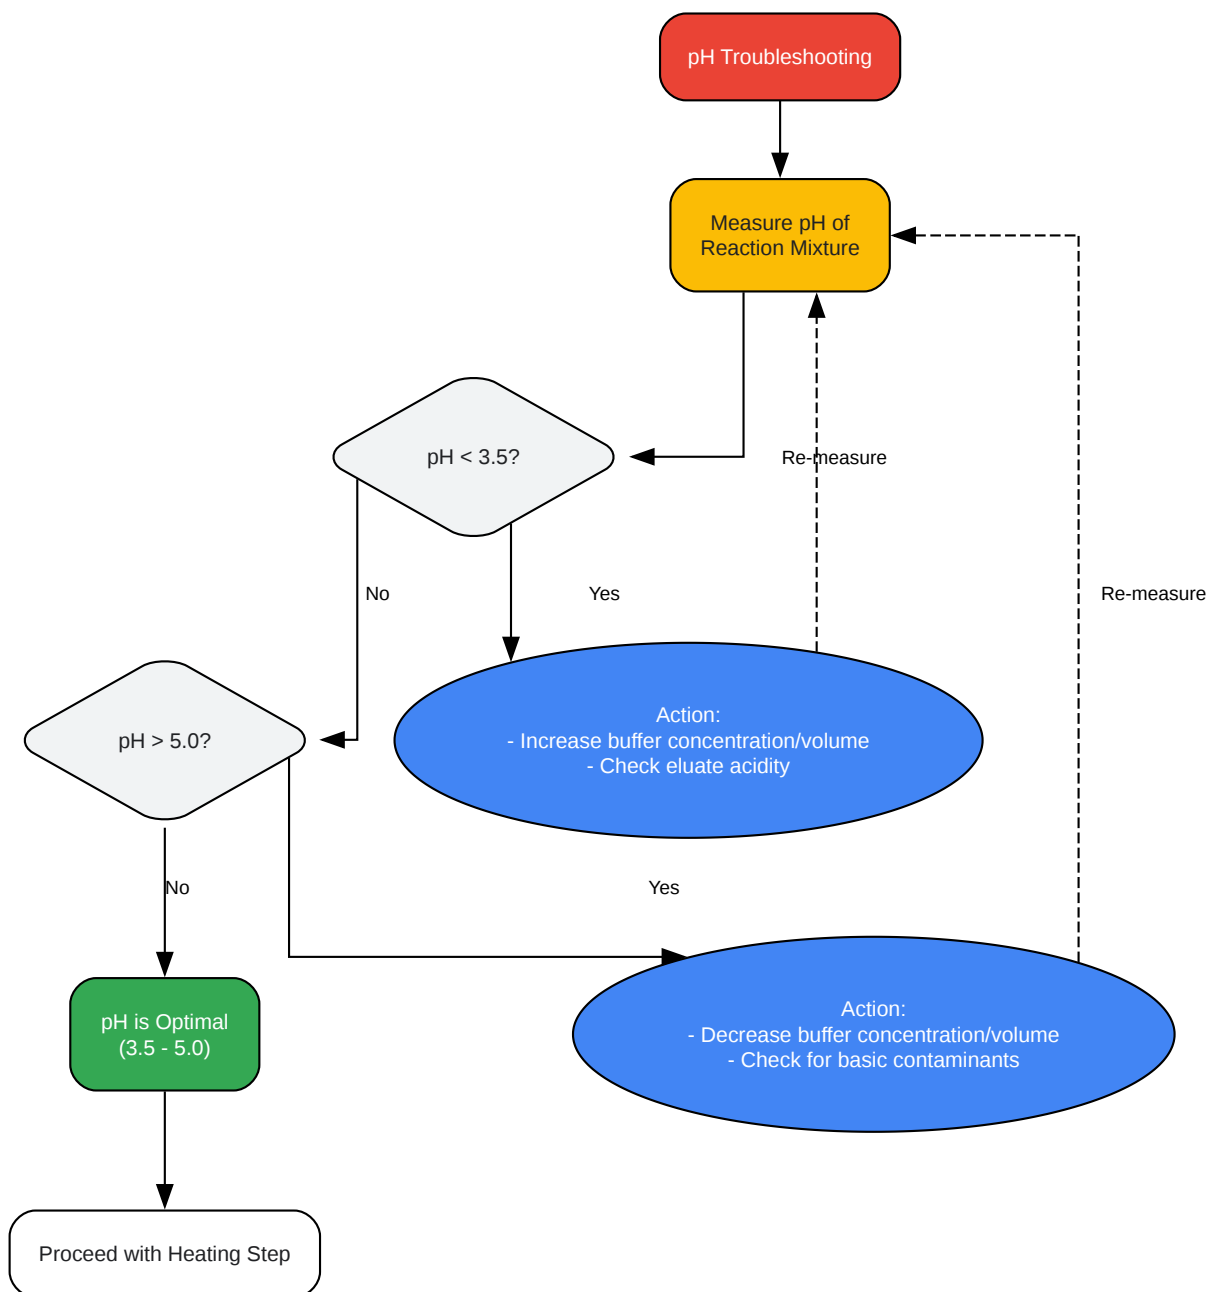 pH Troubleshooting
Measure pH of
Reaction Mixture
pH < 3.5?
Re-measure
No
Yes
Re-measure
pH > 5.0?
Action:
- Increase buffer concentration/volume
- Check eluate acidity
No
Yes
pH is Optimal
(3.5 - 5.0)
Action:
- Decrease buffer concentration/volume
- Check for basic contaminants
Proceed with Heating Step